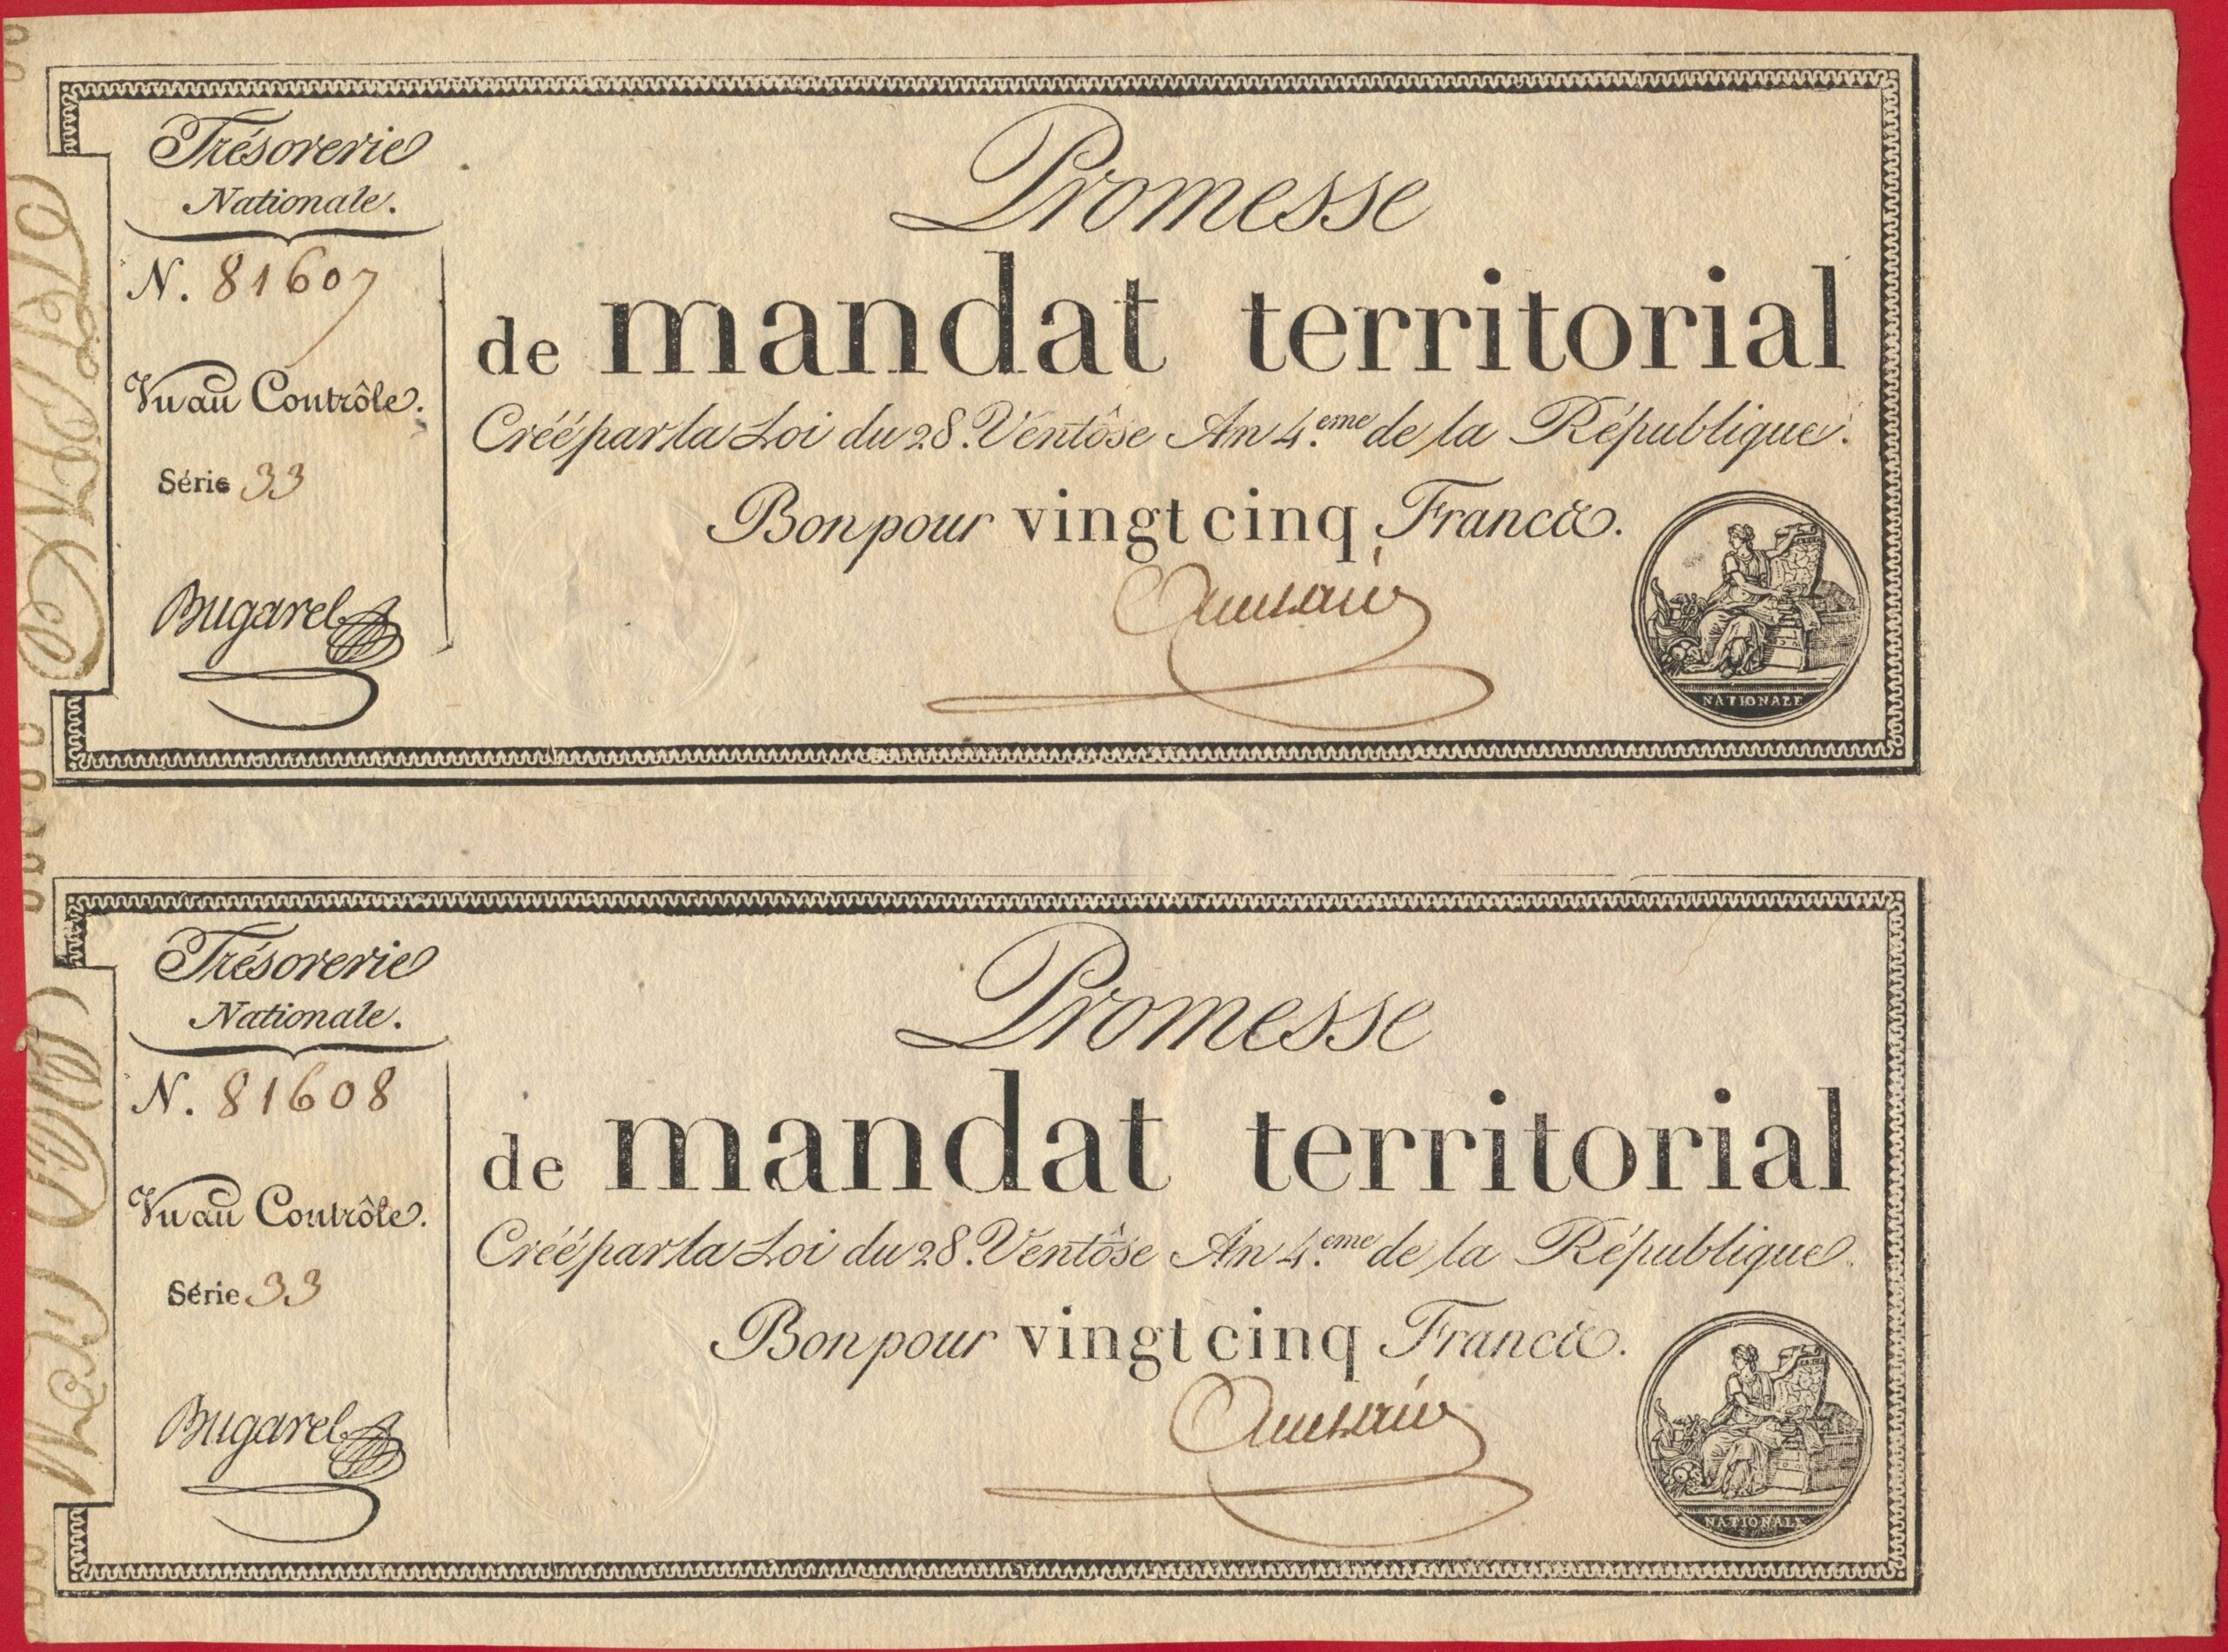 Trésorerie
Nationale.
N. 81607
Vu au Contrôle.
Série 33
Bugarel
Promesse
de mandat territorial
Créé par la Loi du 28. Ventôse An 4.eme de la République.
Bon pour vingt cinq Francs.
NATIONALE
Trésorerie
Nationale.
N. 81608
Vu au Contrôle.
Série 33
Bugarel
Promesse
de mandat territorial
Créé par la Loi du 28. Ventôse An 4.eme de la République.
Bon pour vingt cinq Francs.
NATIONALE